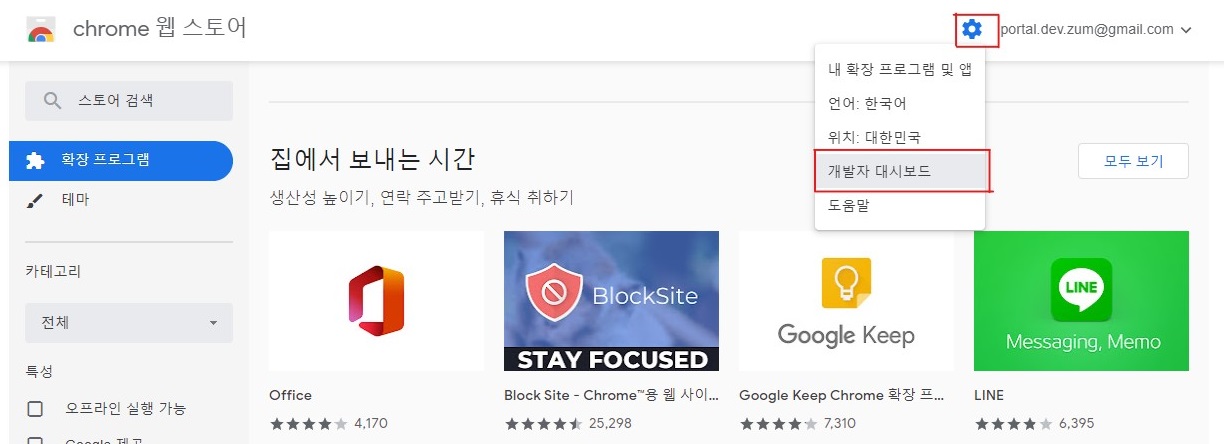 chrome 웹 스토어
portal.dev.zum@gmail.com
내 확장 프로그램 및 앱
언어: 한국어
위치: 대한민국
개발자 대시보드
도움말
스토어 검색
확장 프로그램
테마
카테고리
전체
특성
오프라인 실행 가능
Google 제공
집에서 보내는 시간
생산성 높이기, 연락 주고받기, 휴식 취하기
모두 보기
BlockSite
STAY FOCUSED
Google Keep
LINE
Messaging, Memo
Office
4,170
Block Site - Chrome™용 웹 사이...
25,298
Google Keep Chrome 확장 프...
7,310
LINE
6,395